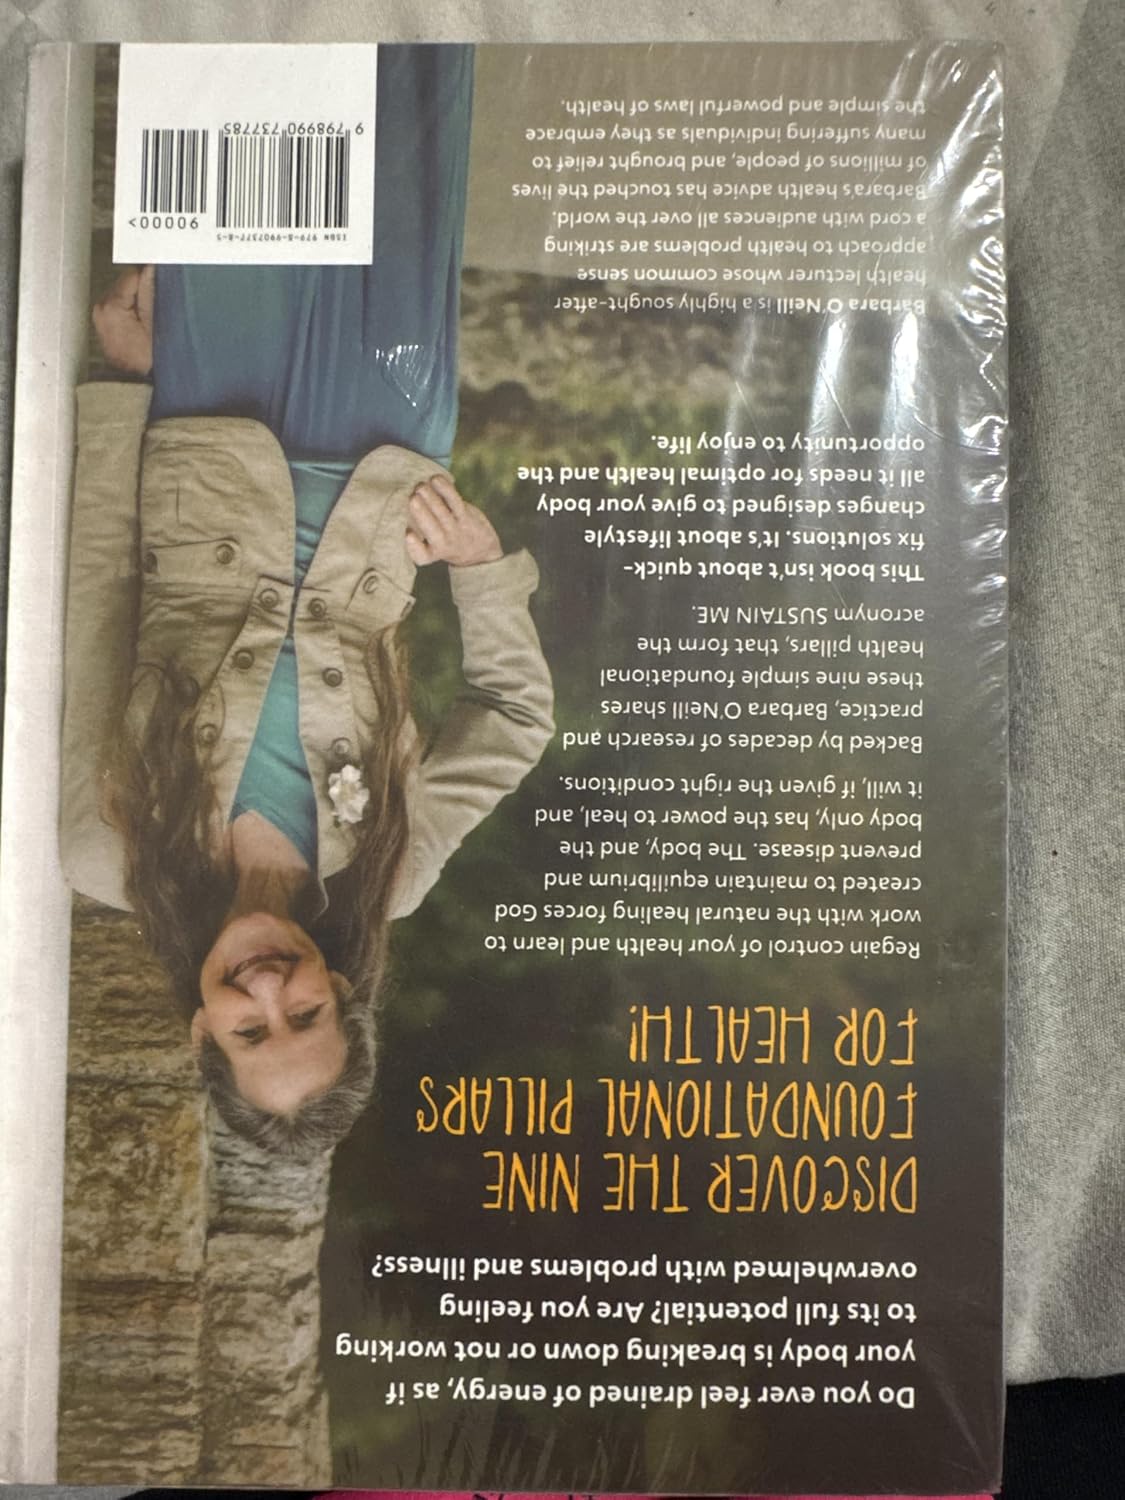 Do you ever feel drained of energy, as if
your body is breaking down or not working
to its full potential? Are you feeling
overwhelmed with problems and illness?
DISCOVER THE NINE
FOUNDATIONAL PILLARS
FOR HEALTH!
Regain control of your health and learn to
work with the natural healing forces God
created to maintain equilibrium and
prevent disease. The body, and the
body only, has the power to heal, and
it will, if given the right conditions.
Backed by decades of research and
practice, Barbara O'Neill shares
these nine simple foundational
health pillars, that form the
acronym SUSTAIN ME.
This book isn't about quick-
fix solutions. It's about lifestyle
changes designed to give your body
all it needs for optimal health and the
opportunity to enjoy life.
Barbara O'Neill is a highly sought-after
health lecturer whose common sense
approach to health problems are striking
a cord with audiences all over the world.
Barbara's health advice has touched the lives
of millions of people, and brought relief to
many suffering individuals as they embrace
the simple and powerful laws of health.
ISBN 979-8-9907377-8-5
90000>
9 798990 737785